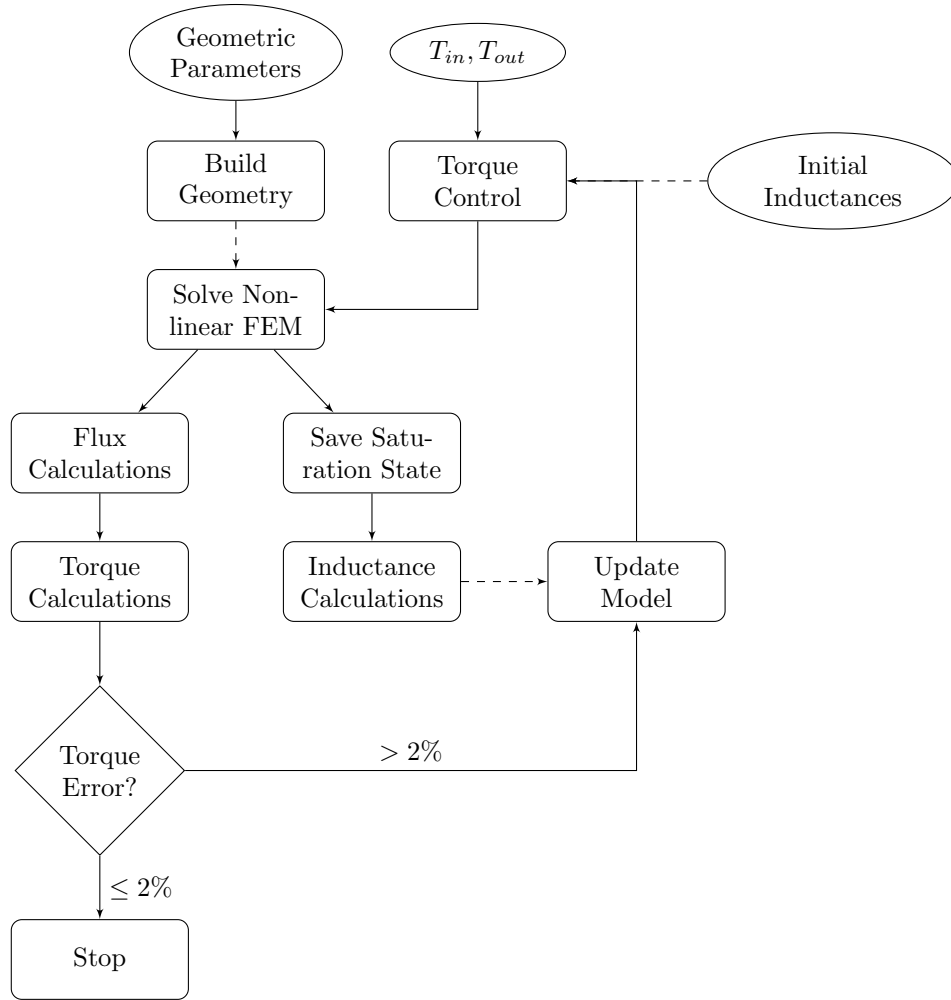 Geometric
Parameters
T_{in}, T_{out}
Build
Geometry
Torque
Control
Initial
Inductances
Solve Non-
linear FEM
Flux
Calculations
Save Satu-
ration State
Torque
Calculations
Inductance
Calculations
Update
Model
Torque
Error?
> 2%
≤ 2%
Stop